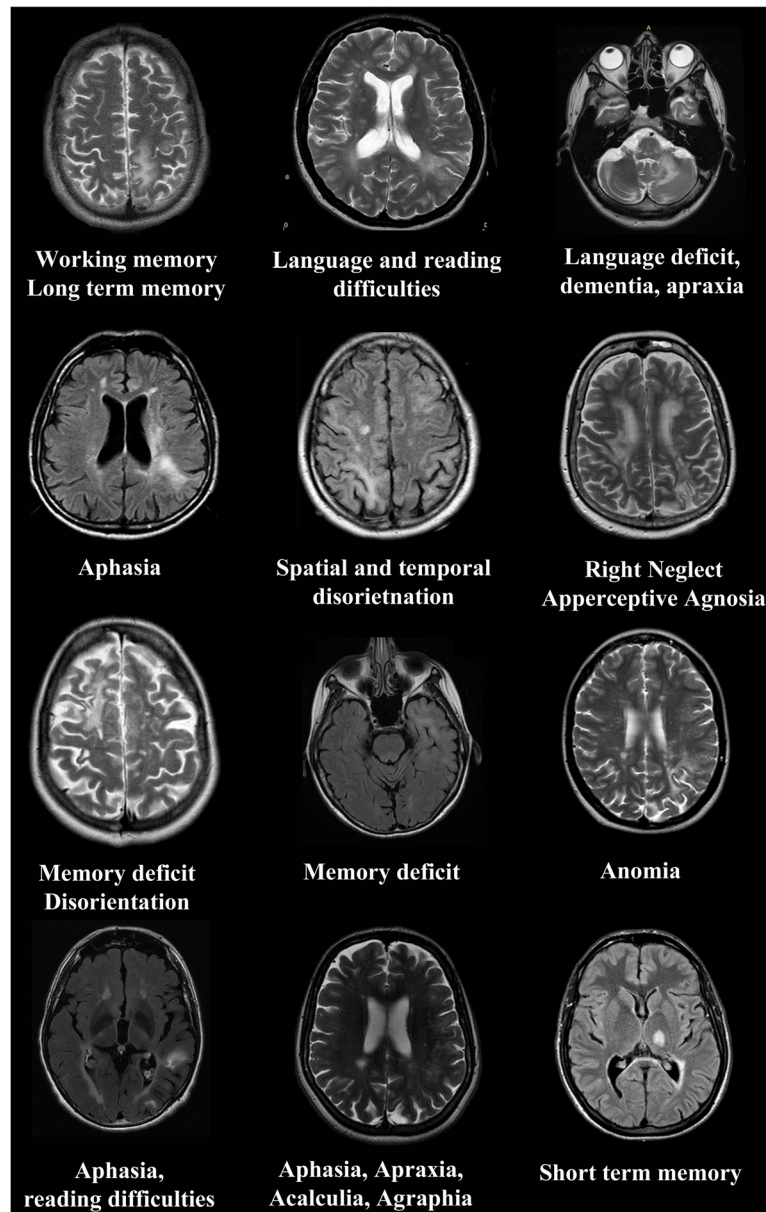 A
Working memory
Long term memory
Language and reading
difficulties
Language deficit,
dementia, apraxia
Aphasia
Spatial and temporal
disorietnation
Right Neglect
Apperceptive Agnosia
Memory deficit
Disorientation
Memory deficit
Anomia
Aphasia,
reading difficulties
Aphasia, Apraxia,
Acalculia, Agraphia
Short term memory